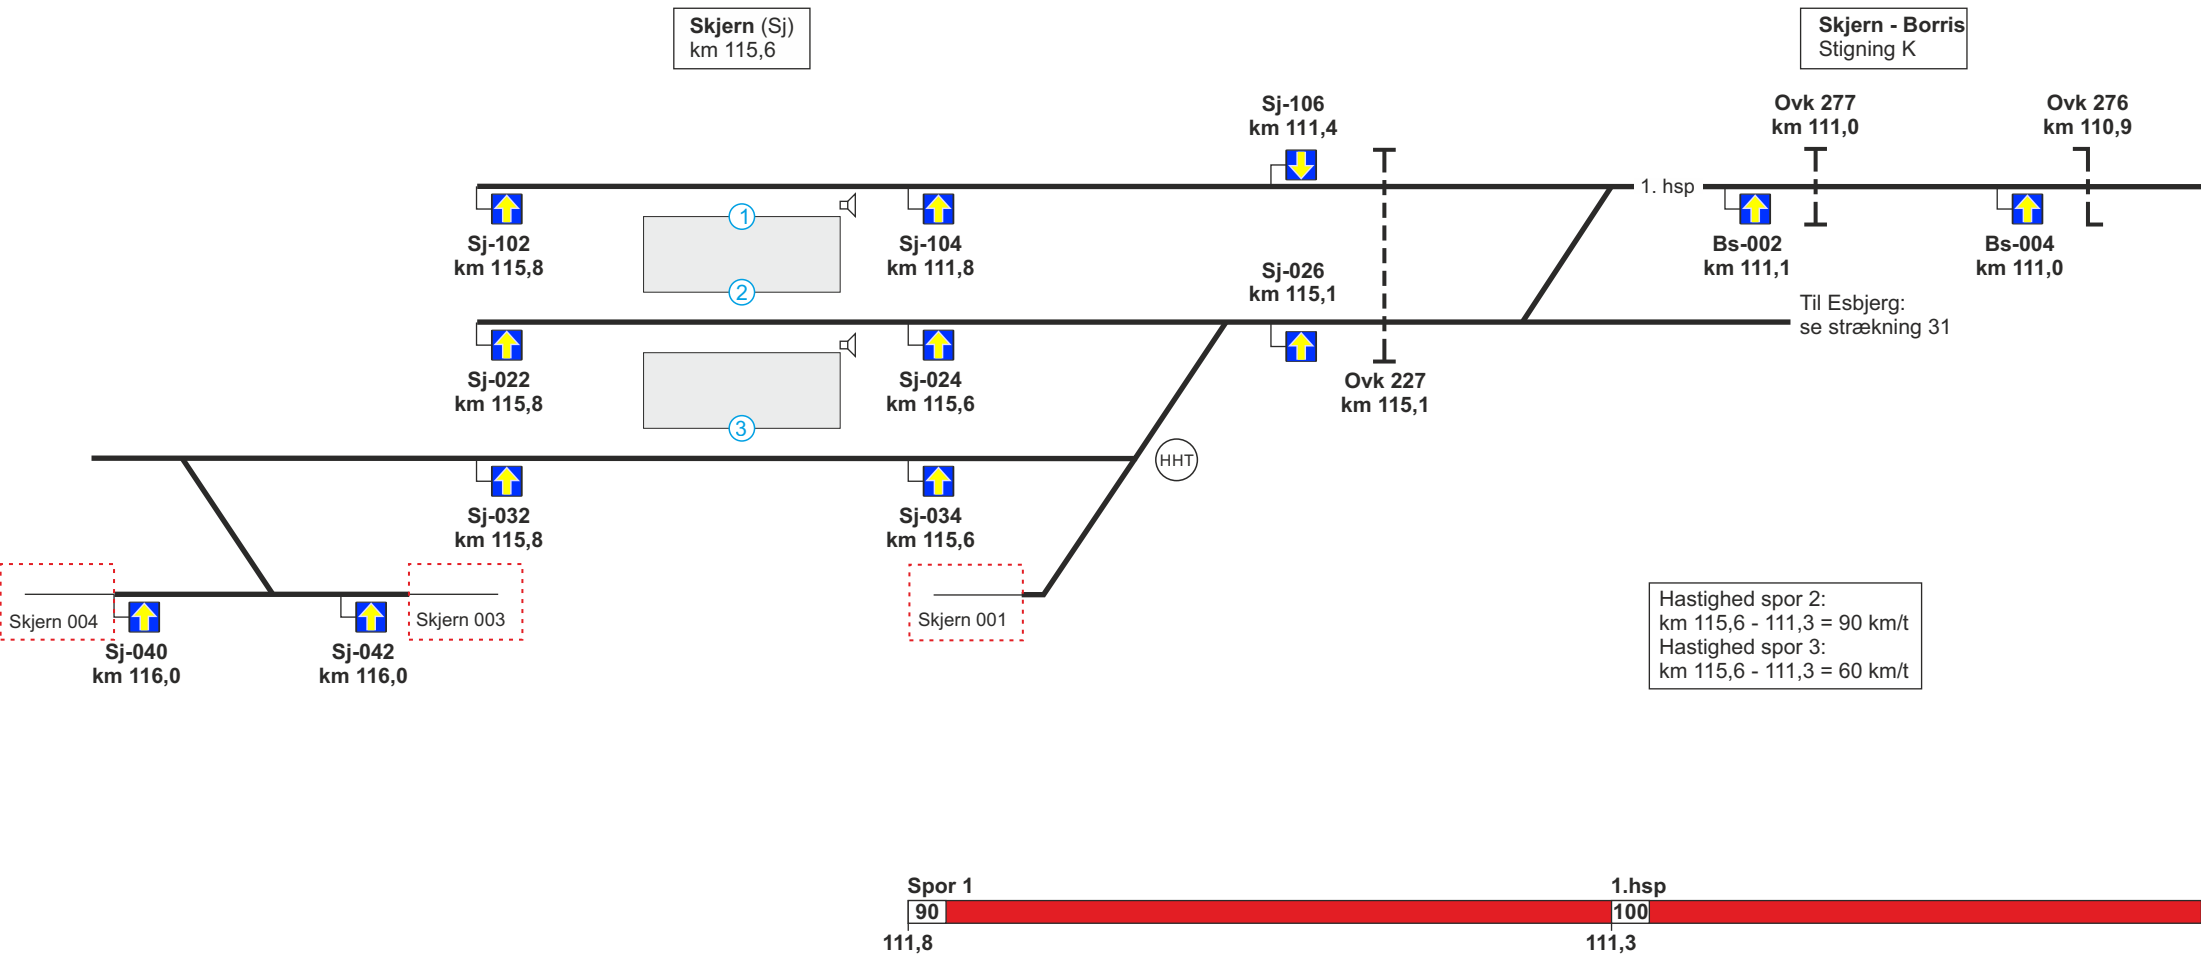 Skjern (Sj)
km 115,6
Skjern - Borris
Stigning K
Sj-106
km 111,4
Ovk 277
km 111,0
Ovk 276
km 110,9
1. hsp
1
Sj-102
km 115,8
Sj-104
km 111,8
Bs-002
km 111,1
Bs-004
km 111,0
2
Sj-026
km 115,1
Til Esbjerg:
se strækning 31
Sj-022
km 115,8
Sj-024
km 115,6
Ovk 227
km 115,1
3
HHT
Sj-032
km 115,8
Sj-034
km 115,6
Skjern 004
Skjern 003
Skjern 001
Sj-040
km 116,0
Sj-042
km 116,0
Hastighed spor 2:
km 115,6 - 111,3 = 90 km/t
Hastighed spor 3:
km 115,6 - 111,3 = 60 km/t
Spor 1
1.hsp
90
100
111,8
111,3